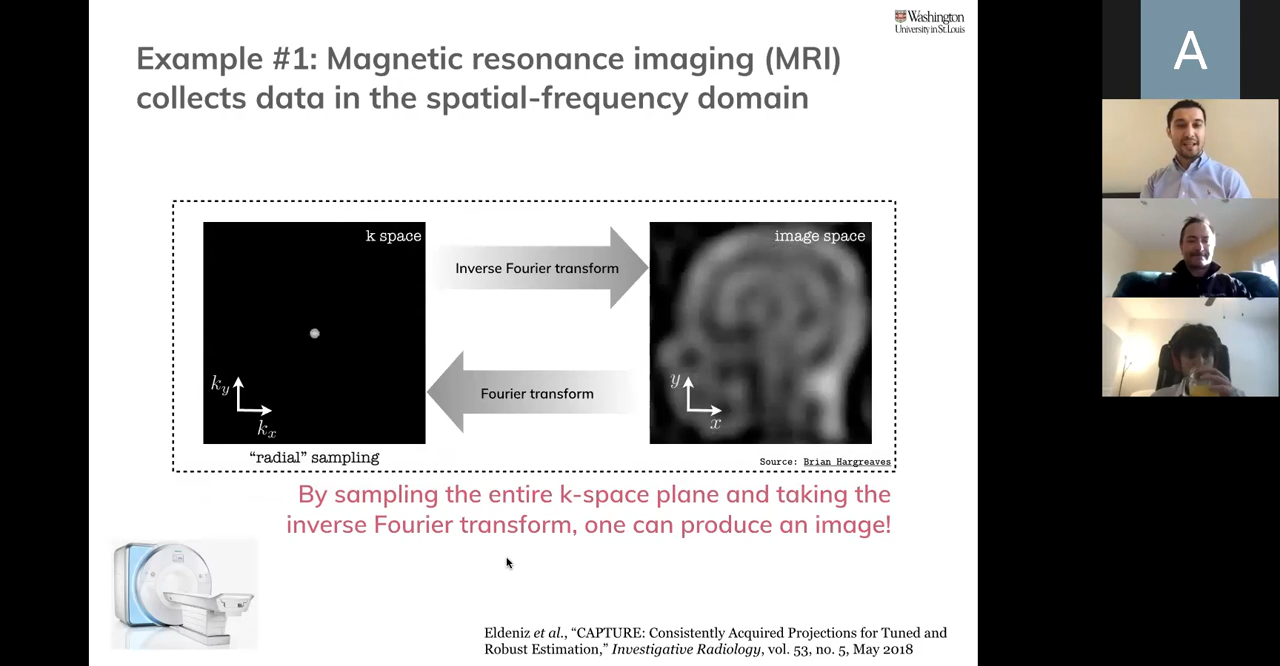 Washington
University in St. Louis
A
Example #1: Magnetic resonance imaging (MRI)
collects data in the spatial-frequency domain
k space
Inverse Fourier transform
image space
k_y
k_x
Fourier transform
y
x
“radial” sampling
Source: Brian Hargreaves
By sampling the entire k-space plane and taking the
inverse Fourier transform, one can produce an image!
Eldeniz et al., “CAPTURE: Consistently Acquired Projections for Tuned and
Robust Estimation,” Investigative Radiology, vol. 53, no. 5, May 2018